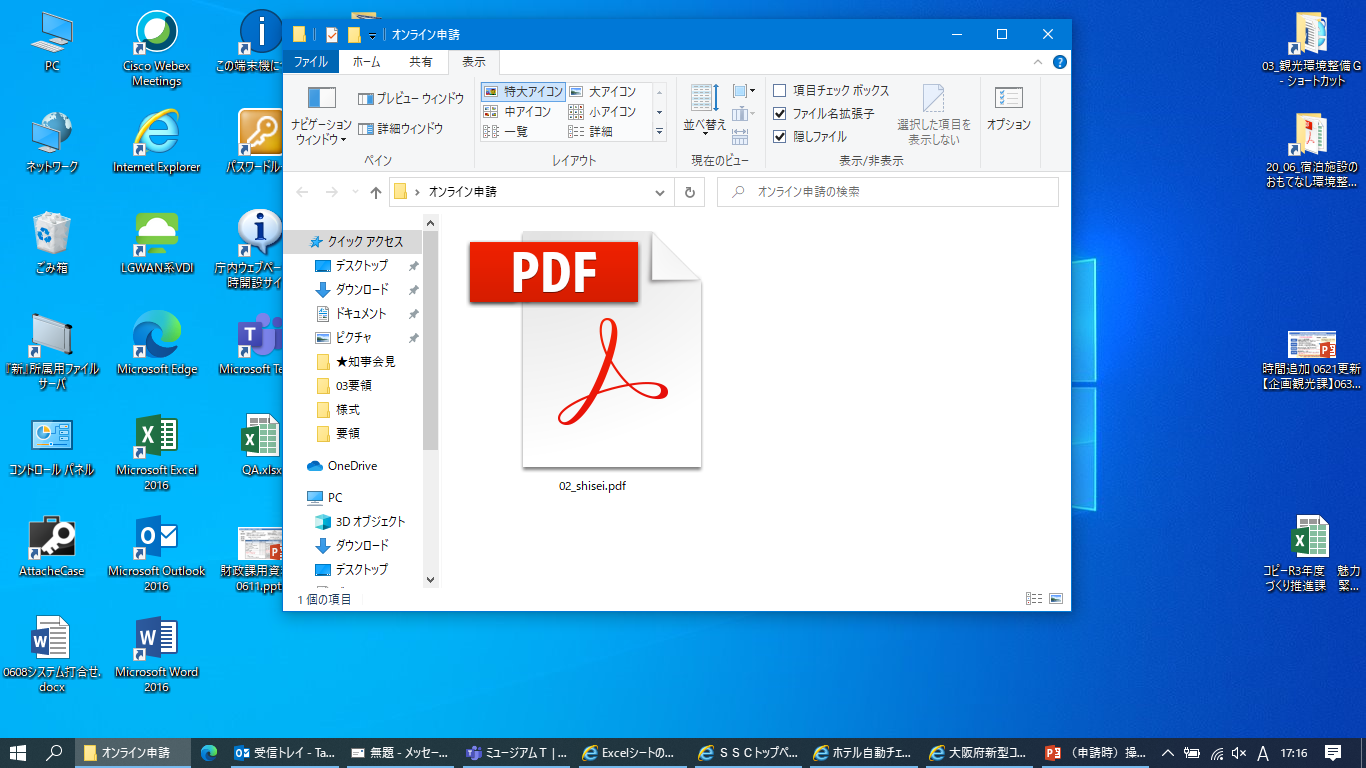 PC
Cisco Webex
Meetings
この端末機に
ネットワーク
Internet Explorer
パスワードル
ごみ箱
LGWAN系VDI
庁内ウェブペー
時開設サイ
『新』所属用ファイル
サーバ
Microsoft Edge
Microsoft Te
コントロール パネル
Microsoft Excel
2016
QA.xlsx
AttacheCase
Microsoft Outlook
2016
財政課用資
0611.ppt
0608システム打合せ.
docx
Microsoft Word
2016
オンライン申請
ファイル
ホーム
共有
表示
ナビゲーション
ウィンドウ
プレビュー ウィンドウ
詳細ウィンドウ
ペイン
特大アイコン
大アイコン
中アイコン
小アイコン
一覧
詳細
レイアウト
並べ替え
現在のビュー
項目チェック ボックス
ファイル名拡張子
隠しファイル
選択した項目を
表示しない
表示/非表示
オプション
オンライン申請
オンライン申請の検索
クイック アクセス
デスクトップ
ダウンロード
ドキュメント
ピクチャ
★知事会見
03要領
様式
要領
OneDrive
PC
3D オブジェクト
ダウンロード
デスクトップ
PDF
02_shisei.pdf
1 個の項目
03_観光環境整備G
- ショートカット
20_06_宿泊施設の
おもてなし環境整...
時間追加 0621更新
【企画観光課】063...
コピーR3年度 魅力
づくり推進課 緊...
オンライン申請
受信トレイ - Ta...
無題 - メッセー...
ミュージアムT | ...
Excelシートの...
SSCトップペ...
ホテル自動チェ...
大阪府新型コ...
（申請時）操...
A
17:16